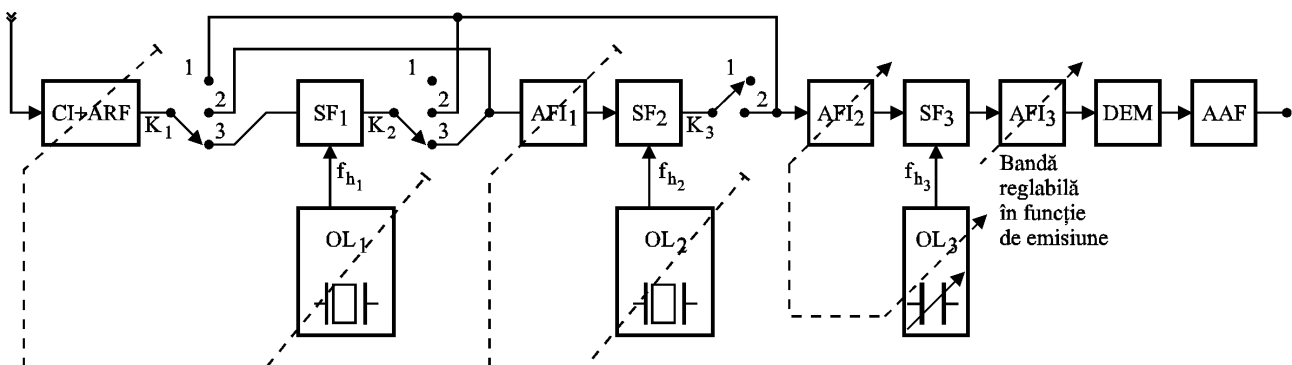 1
2
3
CI+ARF
K1
SF1
K2
1
2
3
AFI1
SF2
K3
1
2
AFI2
SF3
AFI3
DEM
AAF
fh1
fh2
fh3
Bandă
reglabilă
în funcție
de emisiune
OL1
OL2
OL3